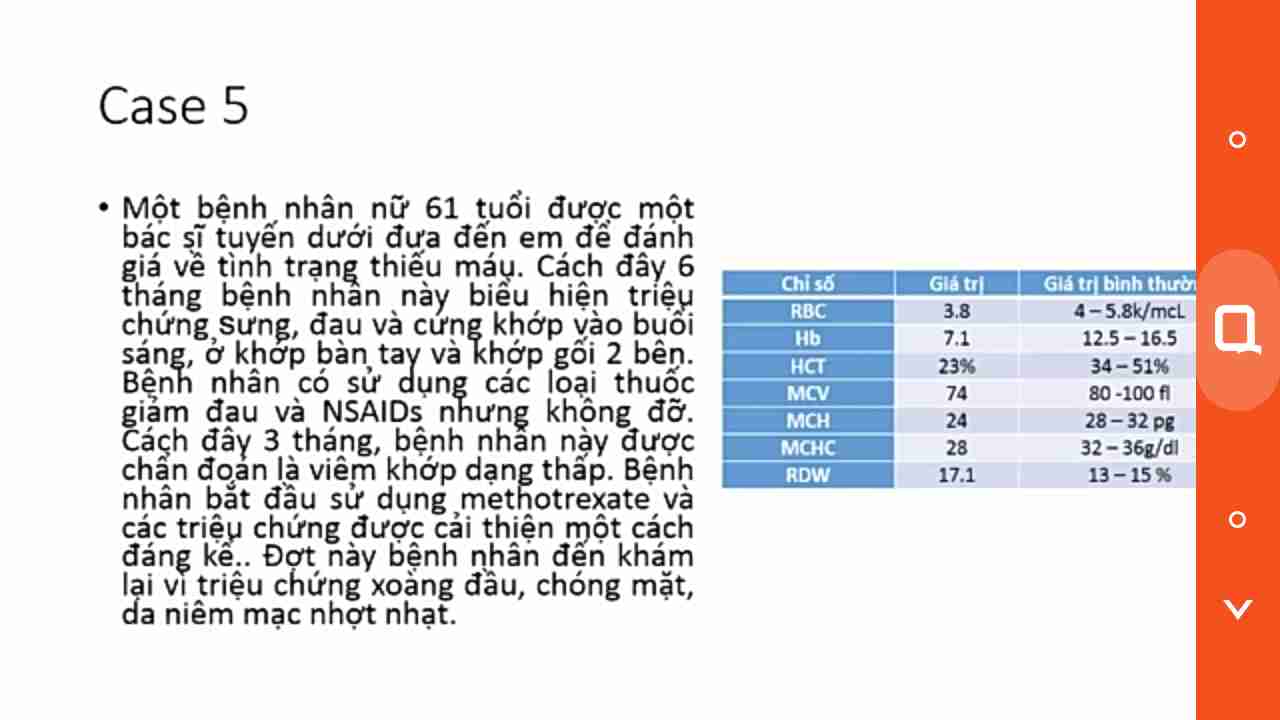 Case 5
• Một bệnh nhân nữ 61 tuổi được một
bác sĩ tuyến dưới đưa đến em để đánh
giá về tình trạng thiếu máu. Cách đây 6
tháng bệnh nhân này biểu hiện triệu
chứng sưng, đau và cứng khớp vào buổi
sáng, ở khớp bàn tay và khớp gối 2 bên.
Bệnh nhân có sử dụng các loại thuốc
giảm đau và NSAIDs nhưng không đỡ.
Cách đây 3 tháng, bệnh nhân này được
chẩn đoán là viêm khớp dạng thấp. Bệnh
nhân bắt đầu sử dụng methotrexate và
các triệu chứng được cải thiện một cách
đáng kể.. Đợt này bệnh nhân đến khám
lại vì triệu chứng xoàng đầu, chóng mặt,
da niêm mạc nhợt nhạt.
Chỉ số Giá trị Giá trị bình thườn
RBC 3.8 4 – 5.8k/mcL
Hb 7.1 12.5 – 16.5
HCT 23% 34 – 51%
MCV 74 80 -100 fl
MCH 24 28 – 32 pg
MCHC 28 32 – 36g/dl
RDW 17.1 13 – 15 %